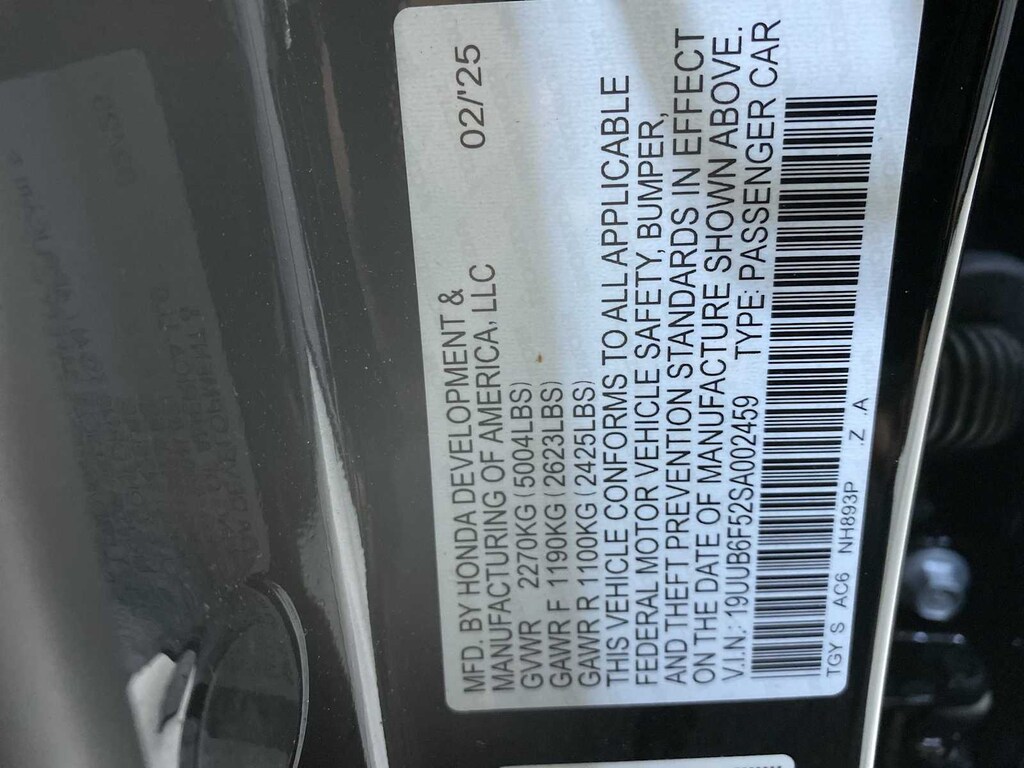 MFD. BY HONDA DEVELOPMENT & 02/'25
MANUFACTURING OF AMERICA, LLC
GVWR 2270KG (5004LBS)
GAWR F 1190KG (2623LBS)
GAWR R 1100KG (2425LBS)
THIS VEHICLE CONFORMS TO ALL APPLICABLE
FEDERAL MOTOR VEHICLE SAFETY, BUMPER,
AND THEFT PREVENTION STANDARDS IN EFFECT
ON THE DATE OF MANUFACTURE SHOWN ABOVE.
V.I.N.: 19UUB6F52SA002459 TYPE: PASSENGER CAR
TGY S AC6 NH893P .Z .A